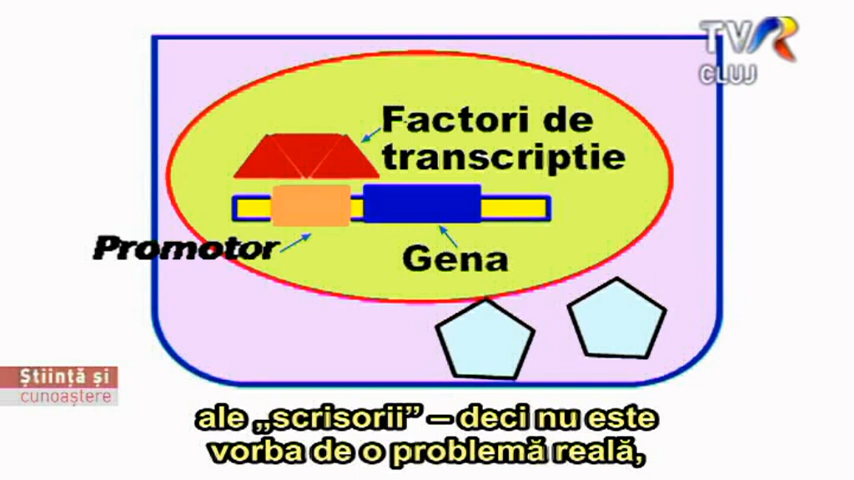 TVR
CLUJ
Factori de
transcriptie
Promotor
Gena
Știință și
cunoaștere
ale „scrisorii” – deci nu este
vorba de o problemă reală,